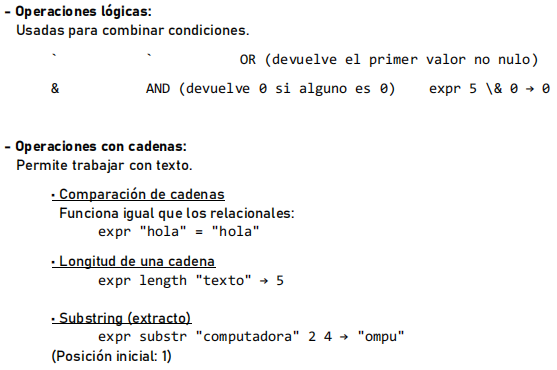 - Operaciones lógicas:
Usadas para combinar condiciones.
` ` OR (devuelve el primer valor no nulo)
& AND (devuelve 0 si alguno es 0) expr 5 \& 0 → 0
- Operaciones con cadenas:
Permite trabajar con texto.
• Comparación de cadenas
Funciona igual que los relacionales:
expr "hola" = "hola"
• Longitud de una cadena
expr length "texto" → 5
• Substring (extracto)
expr substr "computadora" 2 4 → "ompu"
(Posición inicial: 1)